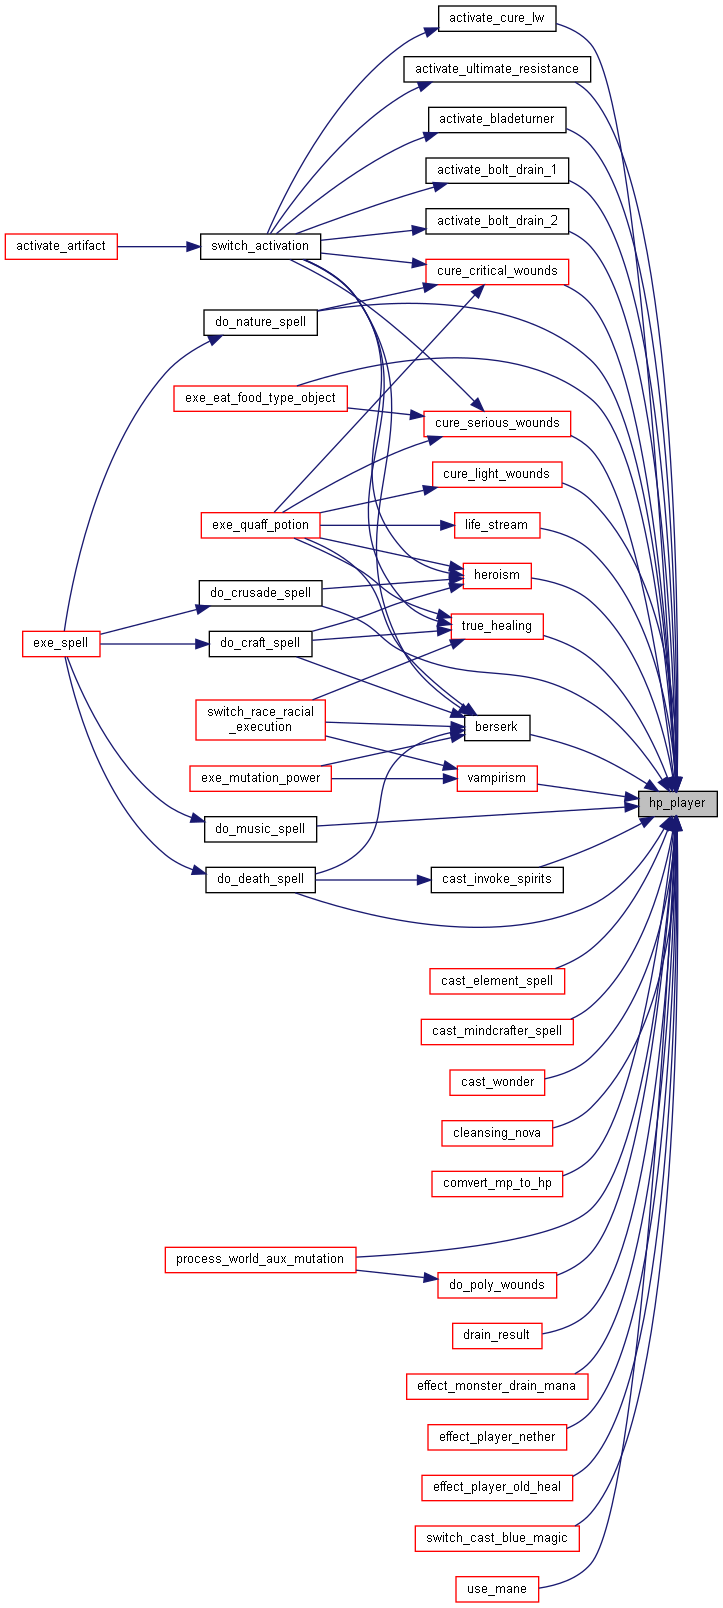 activate_cure_lw
activate_ultimate_resistance
activate_bladeturner
activate_bolt_drain_1
activate_bolt_drain_2
activate_artifact
switch_activation
cure_critical_wounds
do_nature_spell
exe_eat_food_type_object
cure_serious_wounds
cure_light_wounds
exe_quaff_potion
life_stream
heroism
do_crusade_spell
true_healing
exe_spell
do_craft_spell
switch_race_racial
_execution
berserk
exe_mutation_power
vampirism
hp_player
do_music_spell
do_death_spell
cast_invoke_spirits
cast_element_spell
cast_mindcrafter_spell
cast_wonder
cleansing_nova
comvert_mp_to_hp
process_world_aux_mutation
do_poly_wounds
drain_result
effect_monster_drain_mana
effect_player_nether
effect_player_old_heal
switch_cast_blue_magic
use_mane